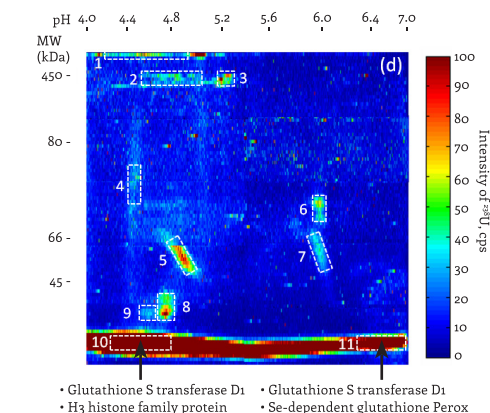 pH 4.0 4.4 4.8 5.2 5.6 6.0 6.4 7.0
MW
(kDa)
(d)
1
450 -
2
3
80 -
4
6
66 -
5
7
45 -
9
8
10
11
100
90
80
70
60
50
40
30
20
10
0
Intensity of ²³⁸U, cps
• Glutathione S transferase D1
• H3 histone family protein
• Glutathione S transferase D1
• Se-dependent glutathione Perox